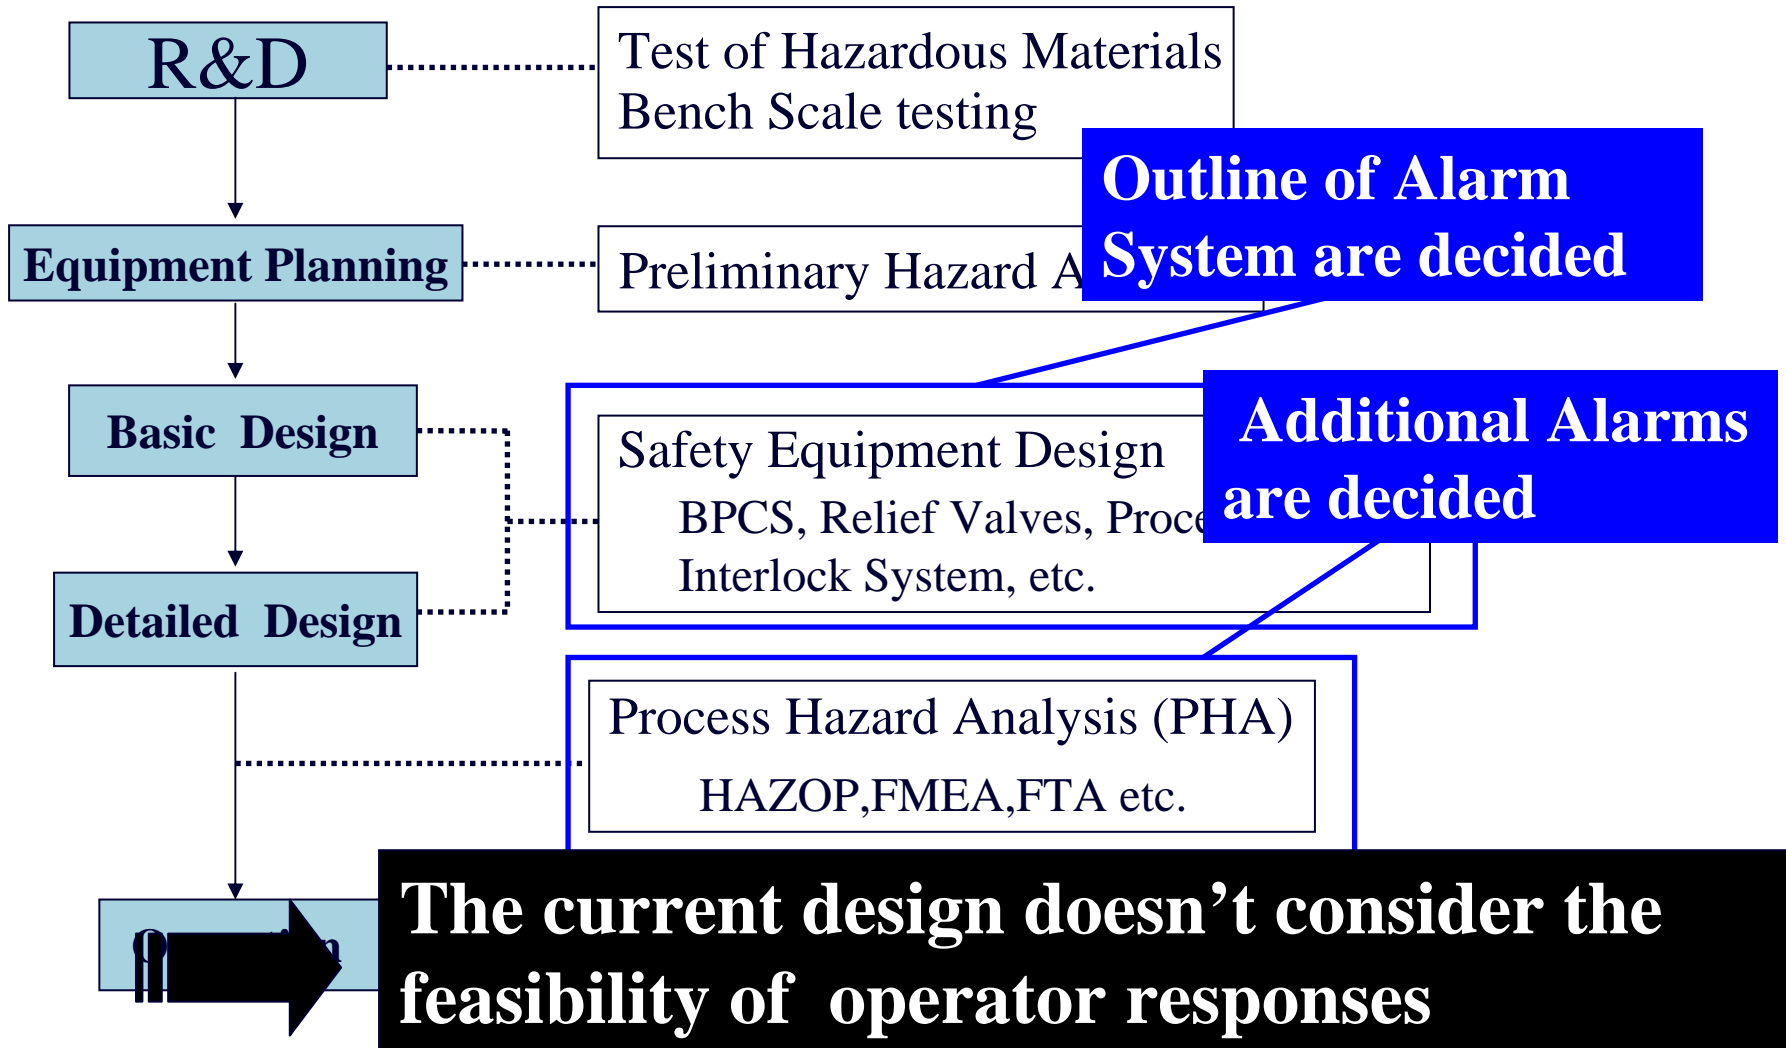 R&D
Test of Hazardous Materials
Bench Scale testing
Outline of Alarm
System are decided
Equipment Planning
Preliminary Hazard
Basic Design
Additional Alarms
are decided
Safety Equipment Design
BPCS, Relief Valves,
Interlock System, etc.
Detailed Design
Process Hazard Analysis (PHA)
HAZOP,FMEA,FTA etc.
The current design doesn’t consider the
feasibility of operator responses